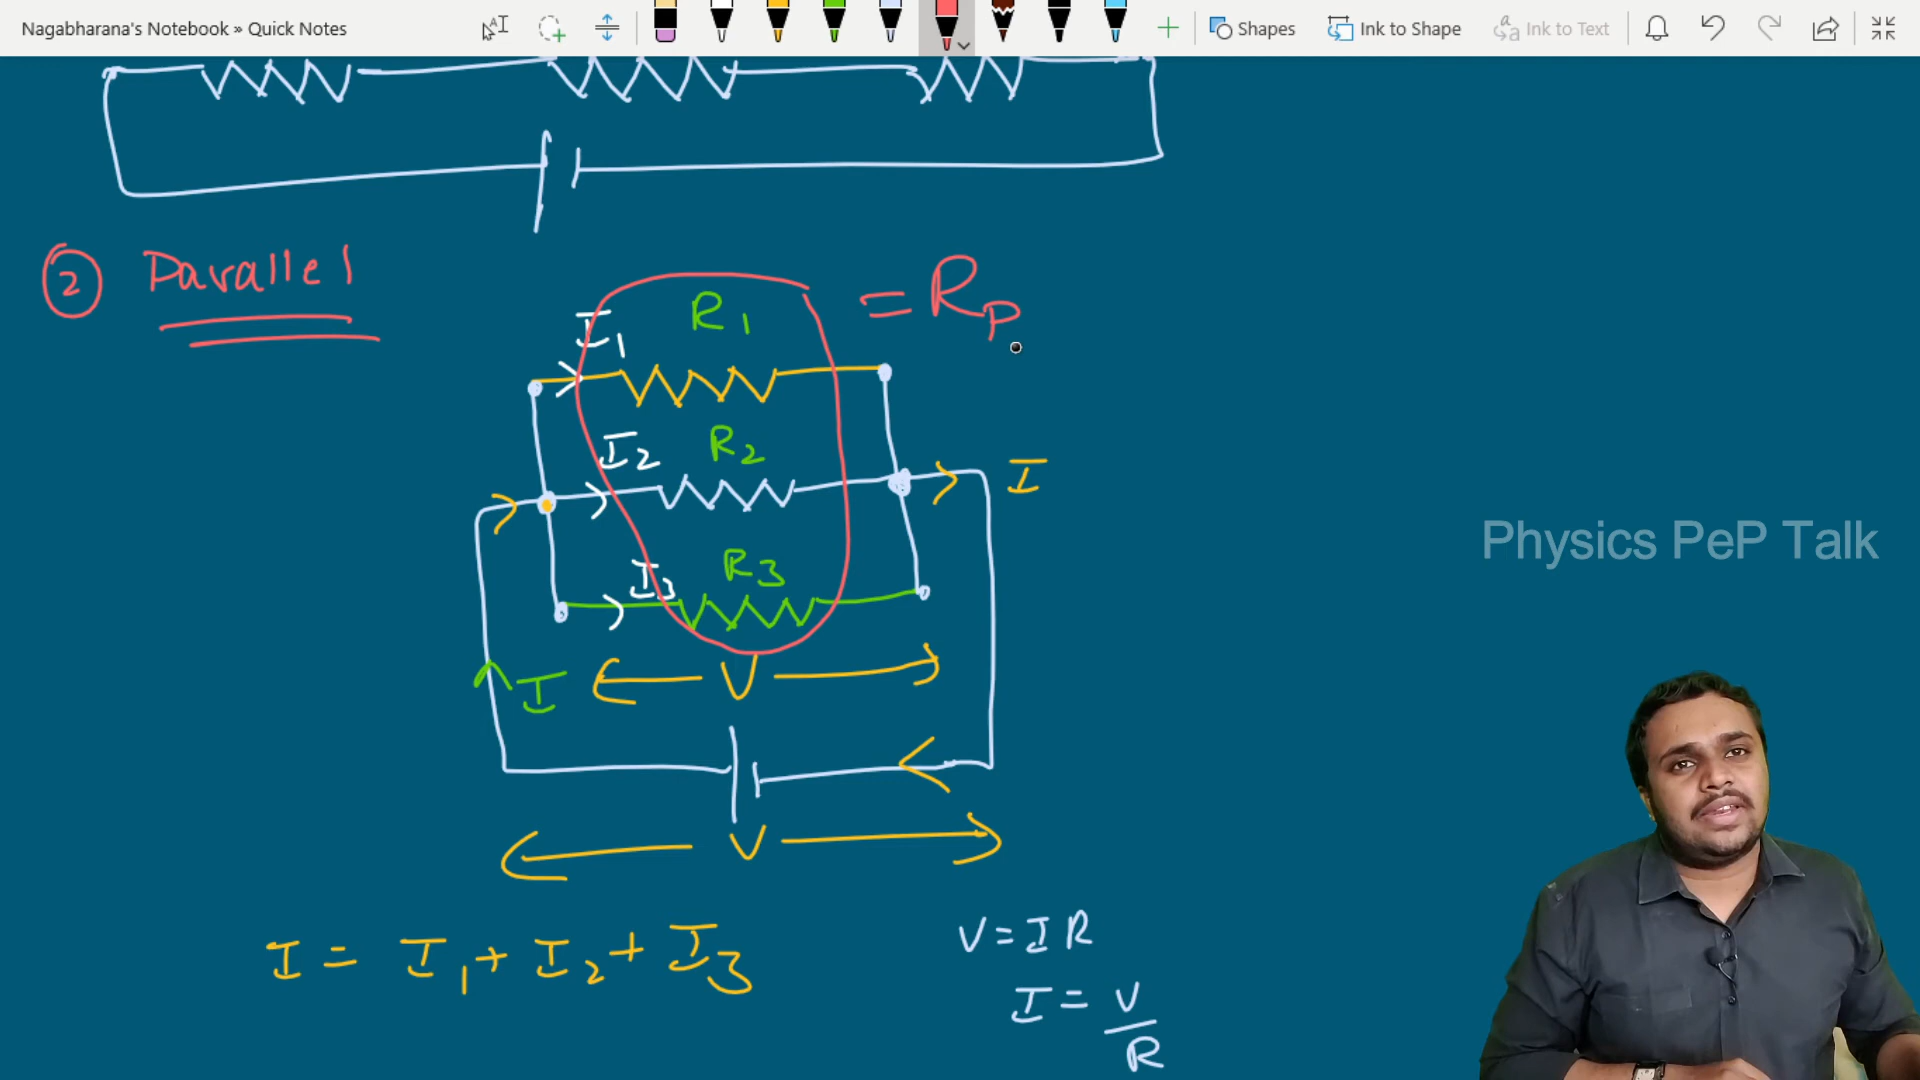 Nagabharana's Notebook » Quick Notes
Shapes
Ink to Shape
Ink to Text
2 Parallel
R1 = Rp
I1
I2 R2
I
I3 R3
Physics PeP Talk
I V
V
I = I1 + I2 + I3
V = I R
I = V
R